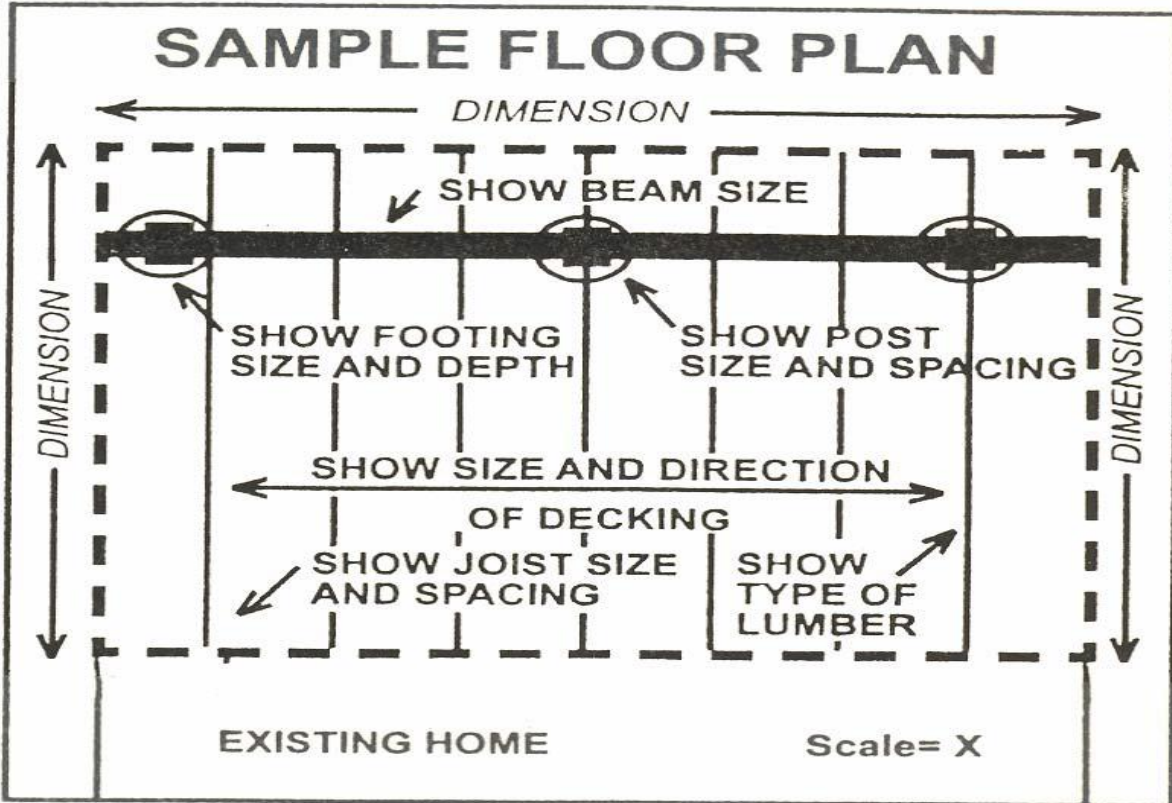 SAMPLE FLOOR PLAN
DIMENSION
SHOW BEAM SIZE
DIMENSION
DIMENSION
SHOW FOOTING
SIZE AND DEPTH
SHOW POST
SIZE AND SPACING
SHOW SIZE AND DIRECTION
OF DECKING
SHOW JOIST SIZE
AND SPACING
SHOW
TYPE OF
LUMBER
EXISTING HOME
Scale= X